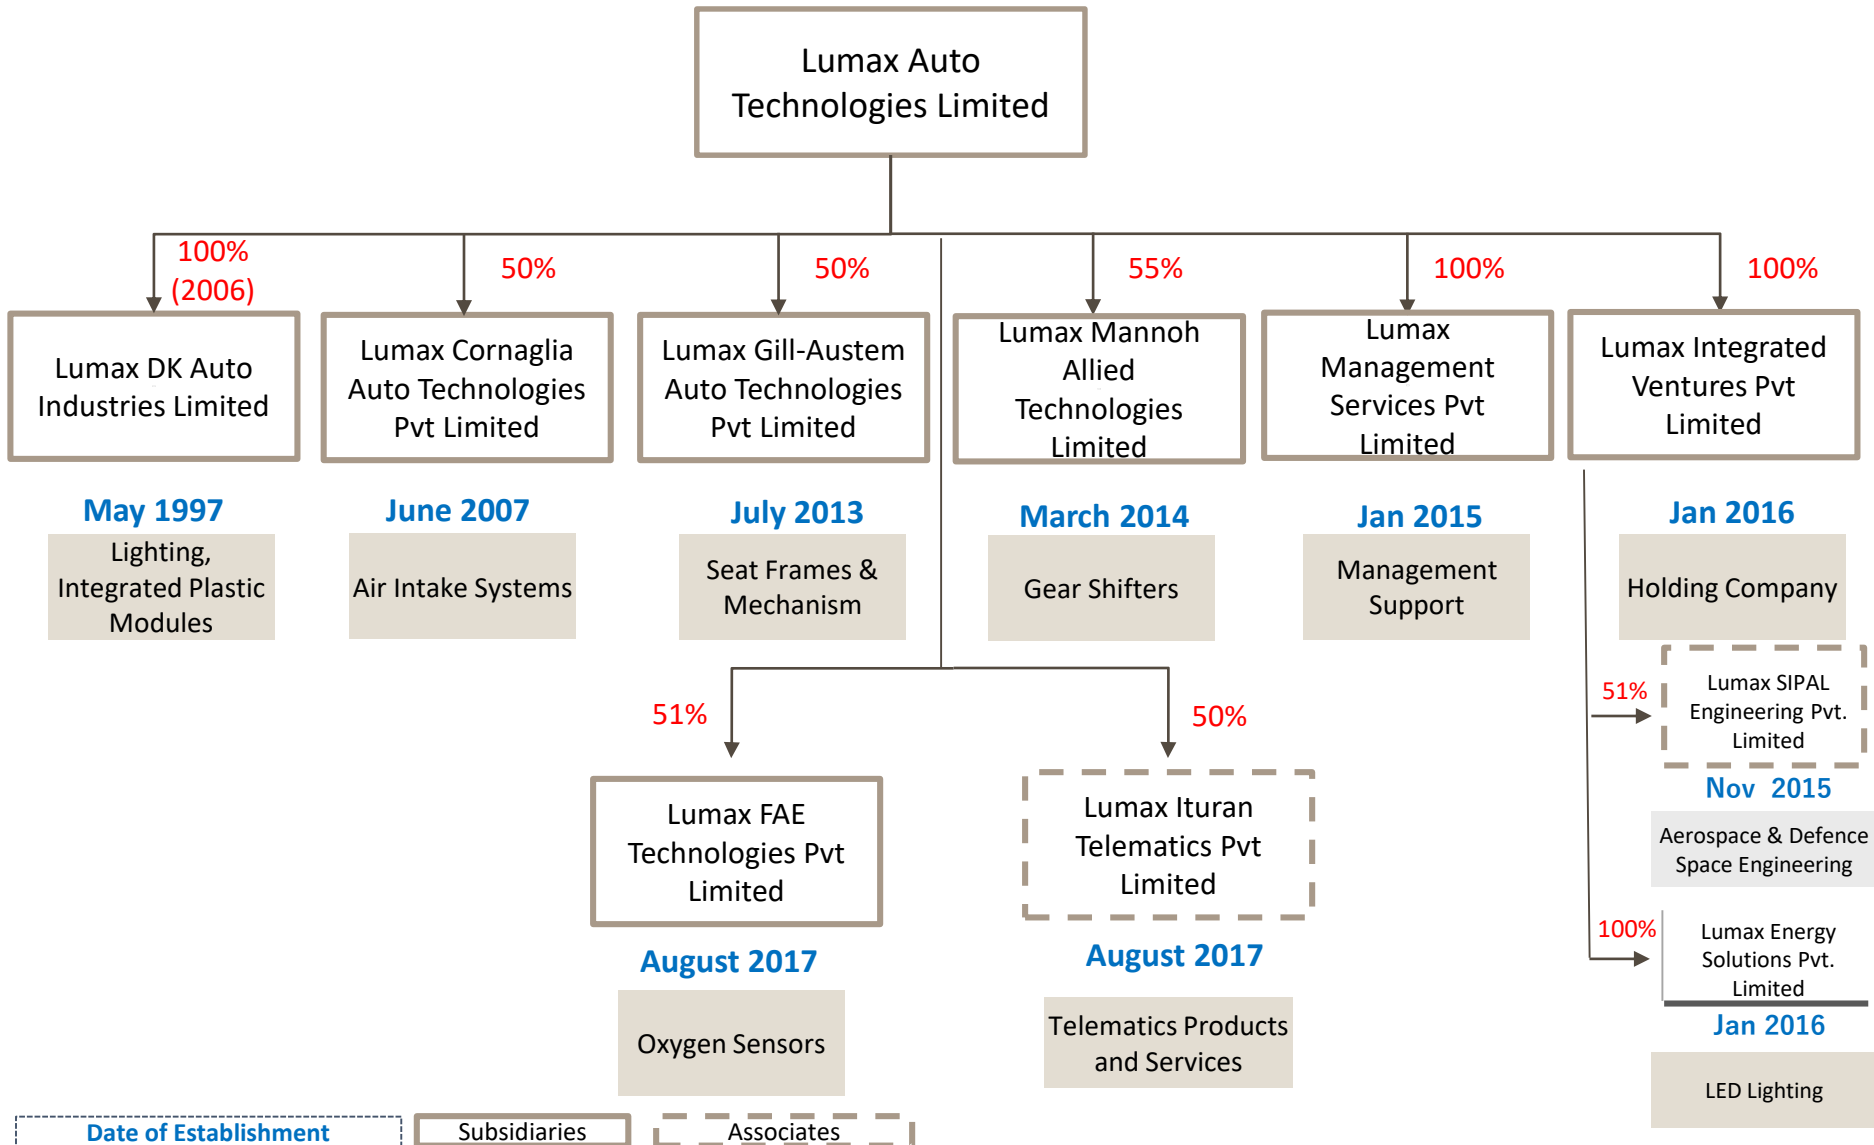 Lumax Auto
Technologies Limited
100%
(2006)
50%
50%
55%
100%
100%
Lumax DK Auto
Industries Limited
Lumax Cornaglia
Auto Technologies
Pvt Limited
Lumax Gill-Austem
Auto Technologies
Pvt Limited
Lumax Mannoh
Allied
Technologies
Limited
Lumax
Management
Services Pvt
Limited
Lumax Integrated
Ventures Pvt
Limited
May 1997
June 2007
July 2013
March 2014
Jan 2015
Jan 2016
Lighting,
Integrated Plastic
Modules
Air Intake Systems
Seat Frames &
Mechanism
Gear Shifters
Management
Support
Holding Company
51%
50%
51%
Lumax SIPAL
Engineering Pvt.
Limited
Nov 2015
Aerospace & Defence
Space Engineering
Lumax FAE
Technologies Pvt
Limited
Lumax Ituran
Telematics Pvt
Limited
August 2017
August 2017
Oxygen Sensors
Telematics Products
and Services
100%
Lumax Energy
Solutions Pvt.
Limited
Jan 2016
LED Lighting
Date of Establishment
Subsidiaries
Associates